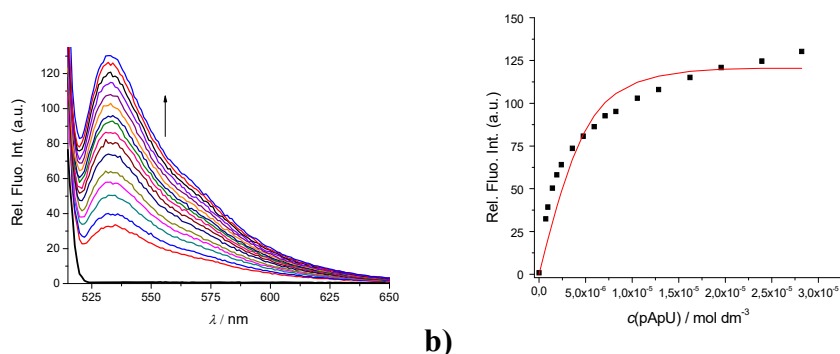 120
100
80
60
40
20
0
Rel. Fluo. Int. (a.u.)
525 550 575 600 625 650
λ / nm
b)
150
125
100
75
50
25
0
Rel. Fluo. Int. (a.u.)
0,0 5,0x10⁻⁶ 1,0x10⁻⁵ 1,5x10⁻⁵ 2,0x10⁻⁵ 2,5x10⁻⁵ 3,0x10⁻⁵
c(pApU) / mol dm⁻³